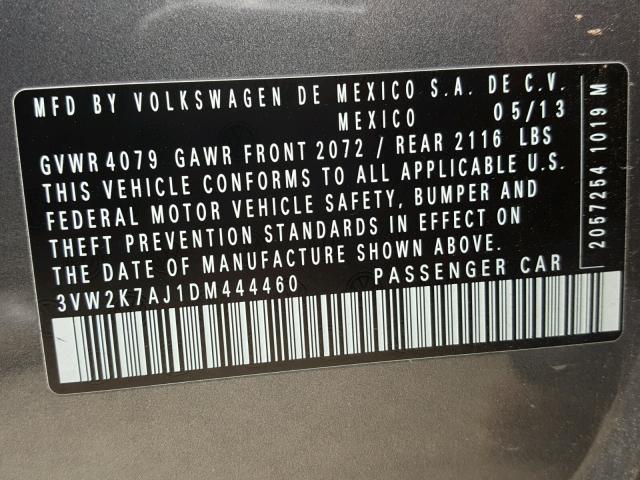 MFD BY VOLKSWAGEN DE MEXICO S.A. DE C.V.
MEXICO 05/13
GVWR 4079 GAWR FRONT 2072 / REAR 2116 LBS
THIS VEHICLE CONFORMS TO ALL APPLICABLE U.S.
FEDERAL MOTOR VEHICLE SAFETY, BUMPER AND
THEFT PREVENTION STANDARDS IN EFFECT ON
THE DATE OF MANUFACTURE SHOWN ABOVE.
3VW2K7AJ1DM444460 PASSENGER CAR
2057254 1019 M